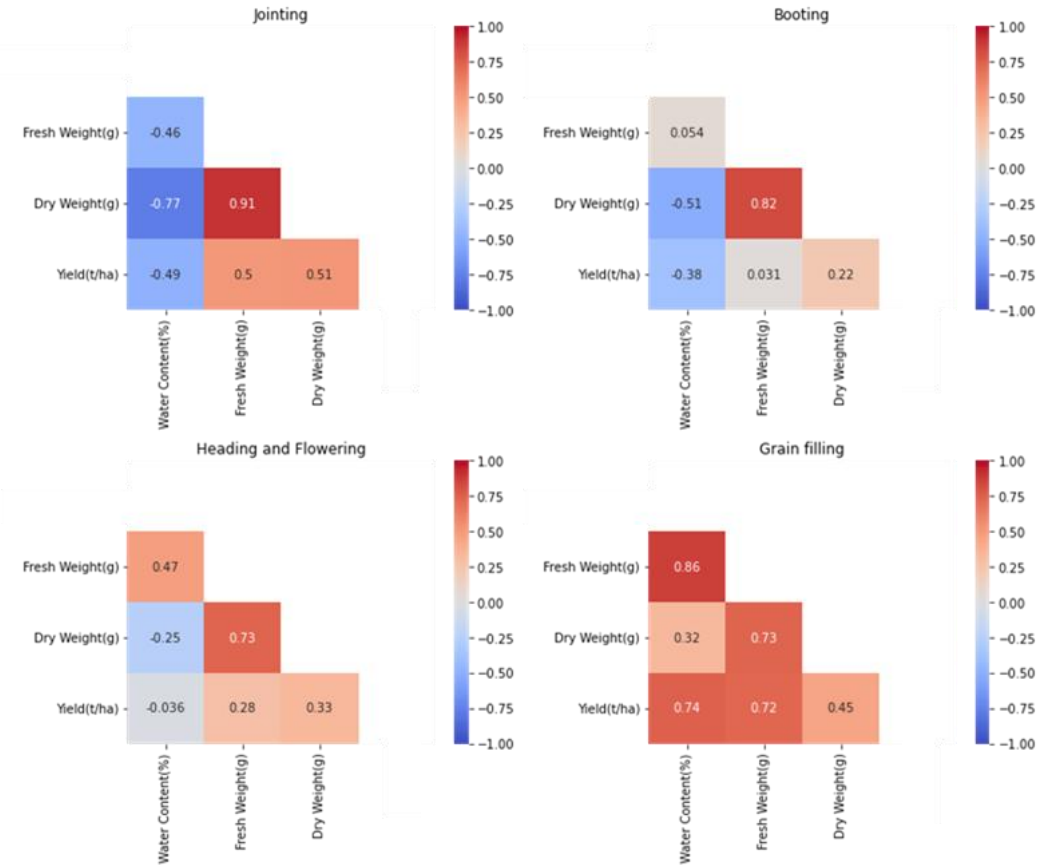 Jointing
1.00
0.75
0.50
0.25
0.00
−0.25
−0.50
−0.75
−1.00
Fresh Weight(g)
-0.46
Dry Weight(g)
-0.77
0.91
Yield(t/ha)
-0.49
0.5
0.51
Water Content(%)
Fresh Weight(g)
Dry Weight(g)
Booting
1.00
0.75
0.50
0.25
0.00
−0.25
−0.50
−0.75
−1.00
Fresh Weight(g)
0.054
Dry Weight(g)
-0.51
0.82
Yield(t/ha)
-0.38
0.031
0.22
Water Content(%)
Fresh Weight(g)
Dry Weight(g)
Heading and Flowering
1.00
0.75
0.50
0.25
0.00
−0.25
−0.50
−0.75
−1.00
Fresh Weight(g)
0.47
Dry Weight(g)
-0.25
0.73
Yield(t/ha)
-0.036
0.28
0.33
Water Content(%)
Fresh Weight(g)
Dry Weight(g)
Grain filling
1.00
0.75
0.50
0.25
0.00
−0.25
−0.50
−0.75
−1.00
Fresh Weight(g)
0.86
Dry Weight(g)
0.32
0.73
Yield(t/ha)
0.74
0.72
0.45
Water Content(%)
Fresh Weight(g)
Dry Weight(g)